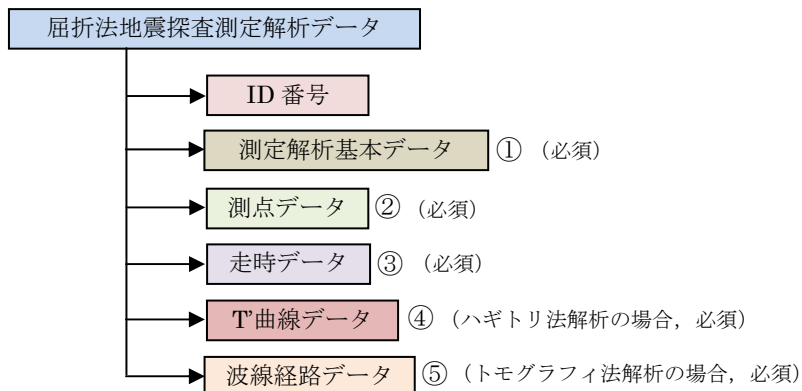 屈折法地震探査測定解析データ
ID 番号
測定解析基本データ ① （必須）
測点データ ② （必須）
走時データ ③ （必須）
T'曲線データ ④ （ハギトリ法解析の場合，必須）
波線経路データ ⑤ （トモグラフィ法解析の場合，必須）